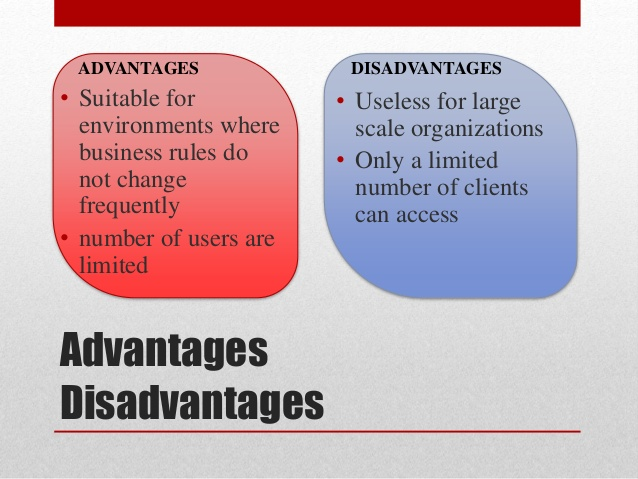 ADVANTAGES
• Suitable for
environments where
business rules do
not change
frequently
• number of users are
limited
DISADVANTAGES
• Useless for large
scale organizations
• Only a limited
number of clients
can access
Advantages
Disadvantages